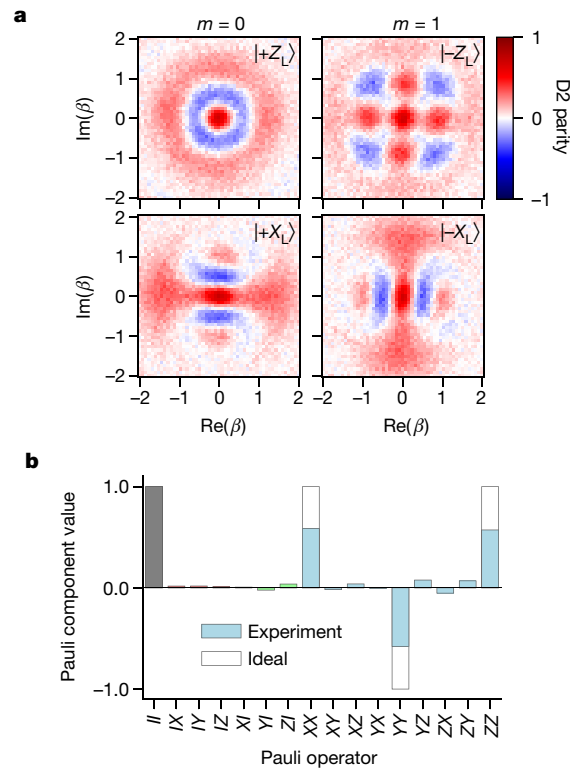 a
m = 0
m = 1
2
1
0
−1
−2
Im(β)
|+Z_L⟩
|−Z_L⟩
1
0
−1
D2 parity
2
1
0
−1
−2
Im(β)
|+X_L⟩
|−X_L⟩
−2 −1 0 1 2
−2 −1 0 1 2
Re(β)
Re(β)
b
1.0
0.0
−1.0
Pauli component value
Experiment
Ideal
II IX IY IZ XI YI ZI XX XY XZ YX YY YZ ZX ZY ZZ
Pauli operator